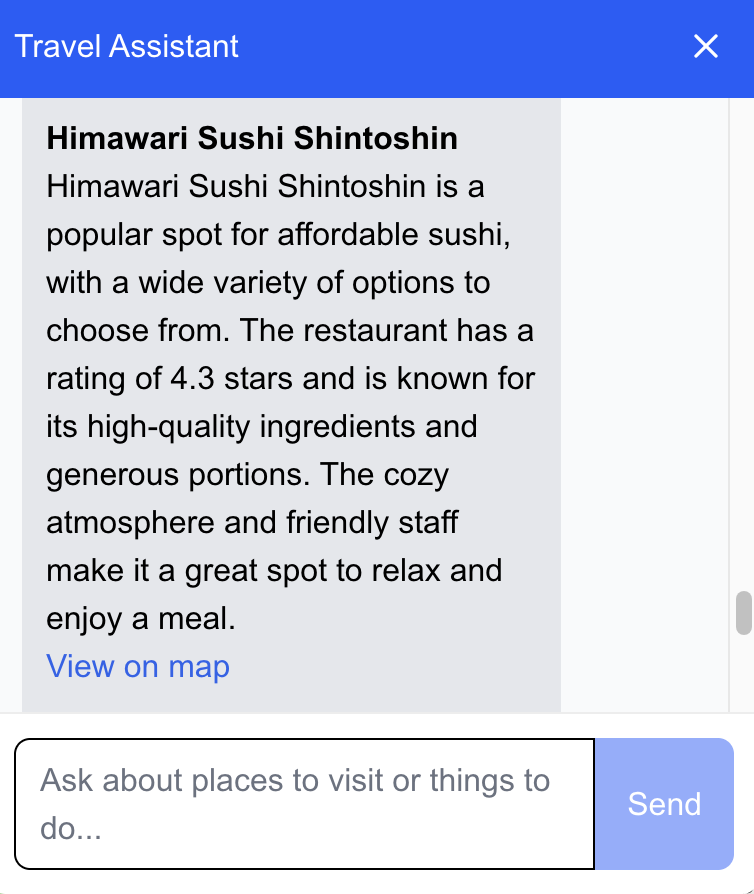 Travel Assistant
Himawari Sushi Shintoshin
Himawari Sushi Shintoshin is a
popular spot for affordable sushi,
with a wide variety of options to
choose from. The restaurant has a
rating of 4.3 stars and is known for
its high-quality ingredients and
generous portions. The cozy
atmosphere and friendly staff
make it a great spot to relax and
enjoy a meal.
View on map
Ask about places to visit or things to
do...
Send